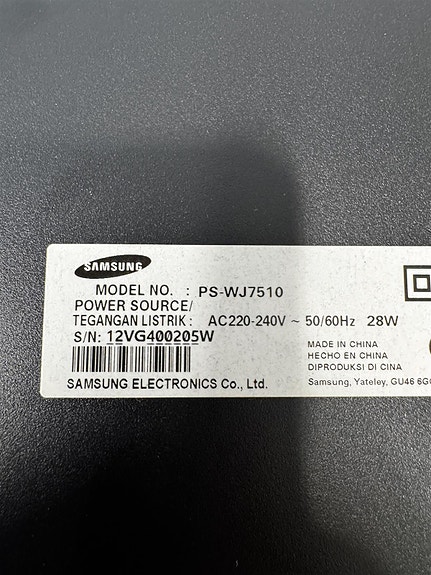 SAMSUNG
MODEL NO. : PS-WJ7510
POWER SOURCE/
TEGANGAN LISTRIK : AC220-240V ~ 50/60Hz 28W
S/N: 12VG400205W
SAMSUNG ELECTRONICS Co., Ltd.
MADE IN CHINA
HECHO EN CHINA
DIPRODUKSI DI CINA
Samsung, Yateley, GU46 6G